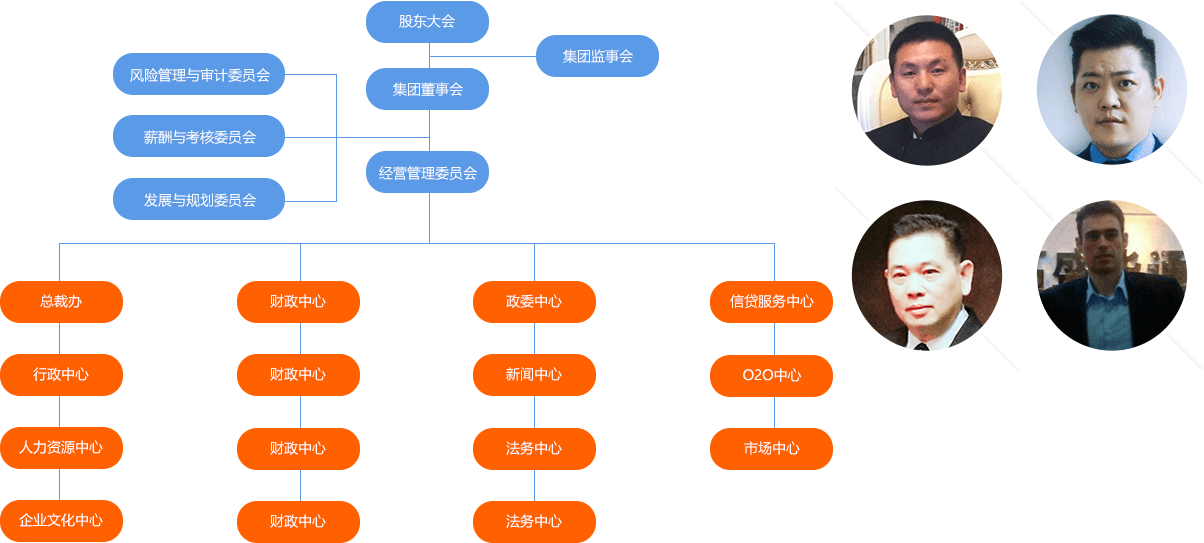 股东大会
集团监事会
风险管理与审计委员会
集团董事会
薪酬与考核委员会
经营管理委员会
发展与规划委员会
总裁办
财政中心
政委中心
信贷服务中心
行政中心
财政中心
新闻中心
O2O中心
人力资源中心
财政中心
法务中心
市场中心
企业文化中心
财政中心
法务中心